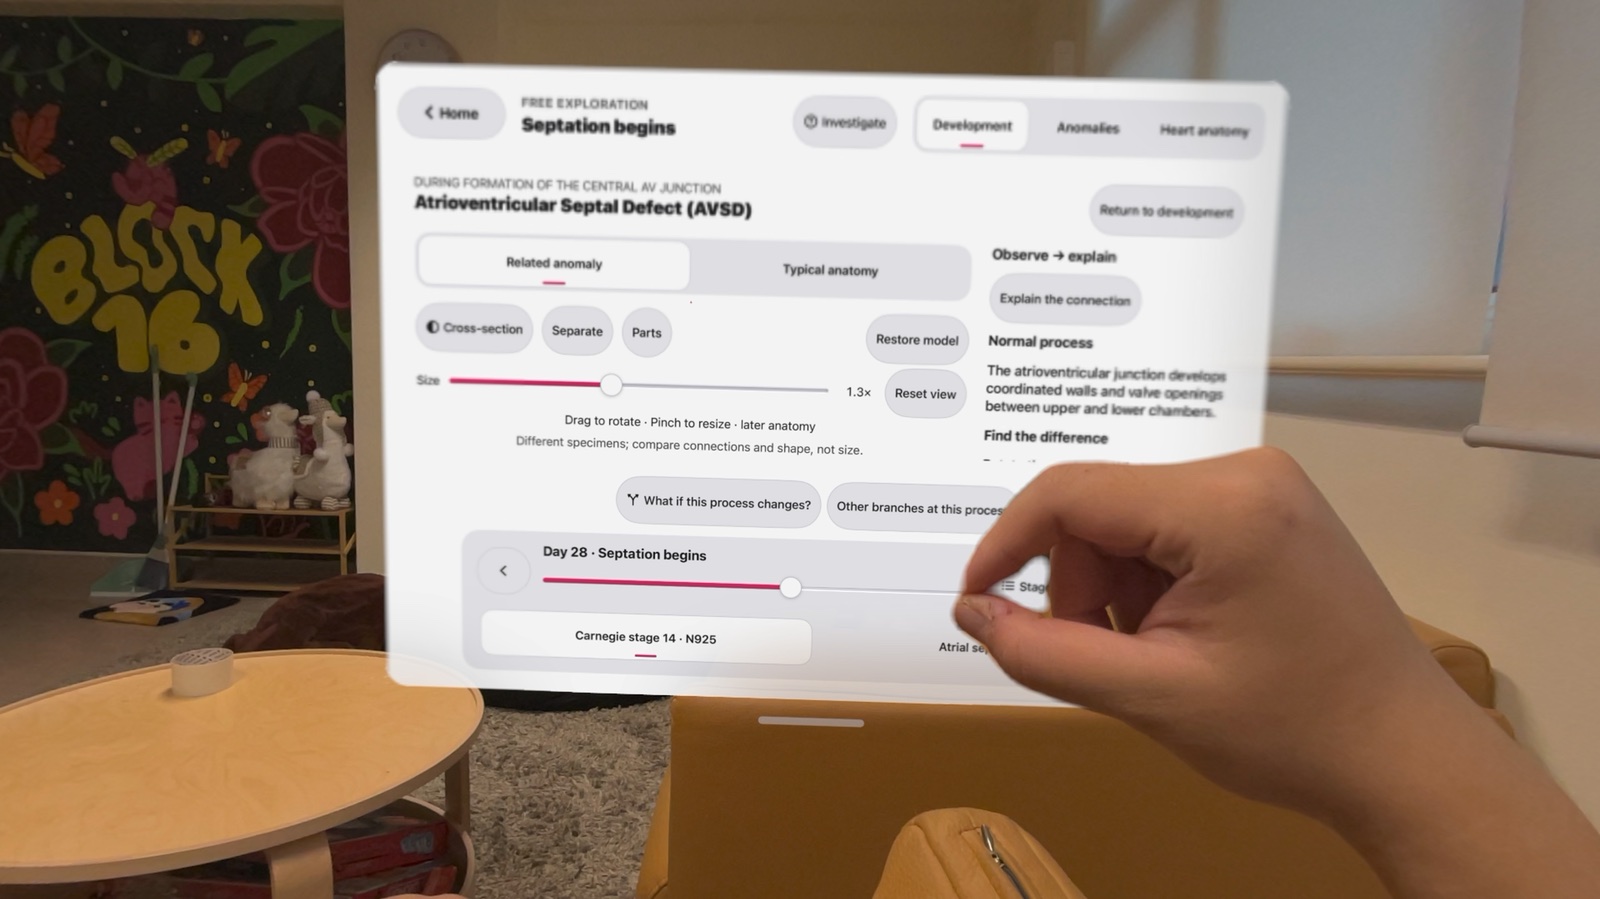 BLOCK
16
Home
FREE EXPLORATION
Septation begins
Investigate
Development
Anomalies
Heart anatomy
DURING FORMATION OF THE CENTRAL AV JUNCTION
Atrioventricular Septal Defect (AVSD)
Return to development
Related anomaly
Typical anatomy
Cross-section
Separate
Parts
Restore model
Size
1.3×
Reset view
Drag to rotate · Pinch to resize · later anatomy
Different specimens; compare connections and shape, not size.
Observe → explain
Explain the connection
Normal process
The atrioventricular junction develops
coordinated walls and valve openings
between upper and lower chambers.
Find the difference
What if this process changes?
Other branches at this proces
Day 28 · Septation begins
Stag
Carnegie stage 14 · N925
Atrial se